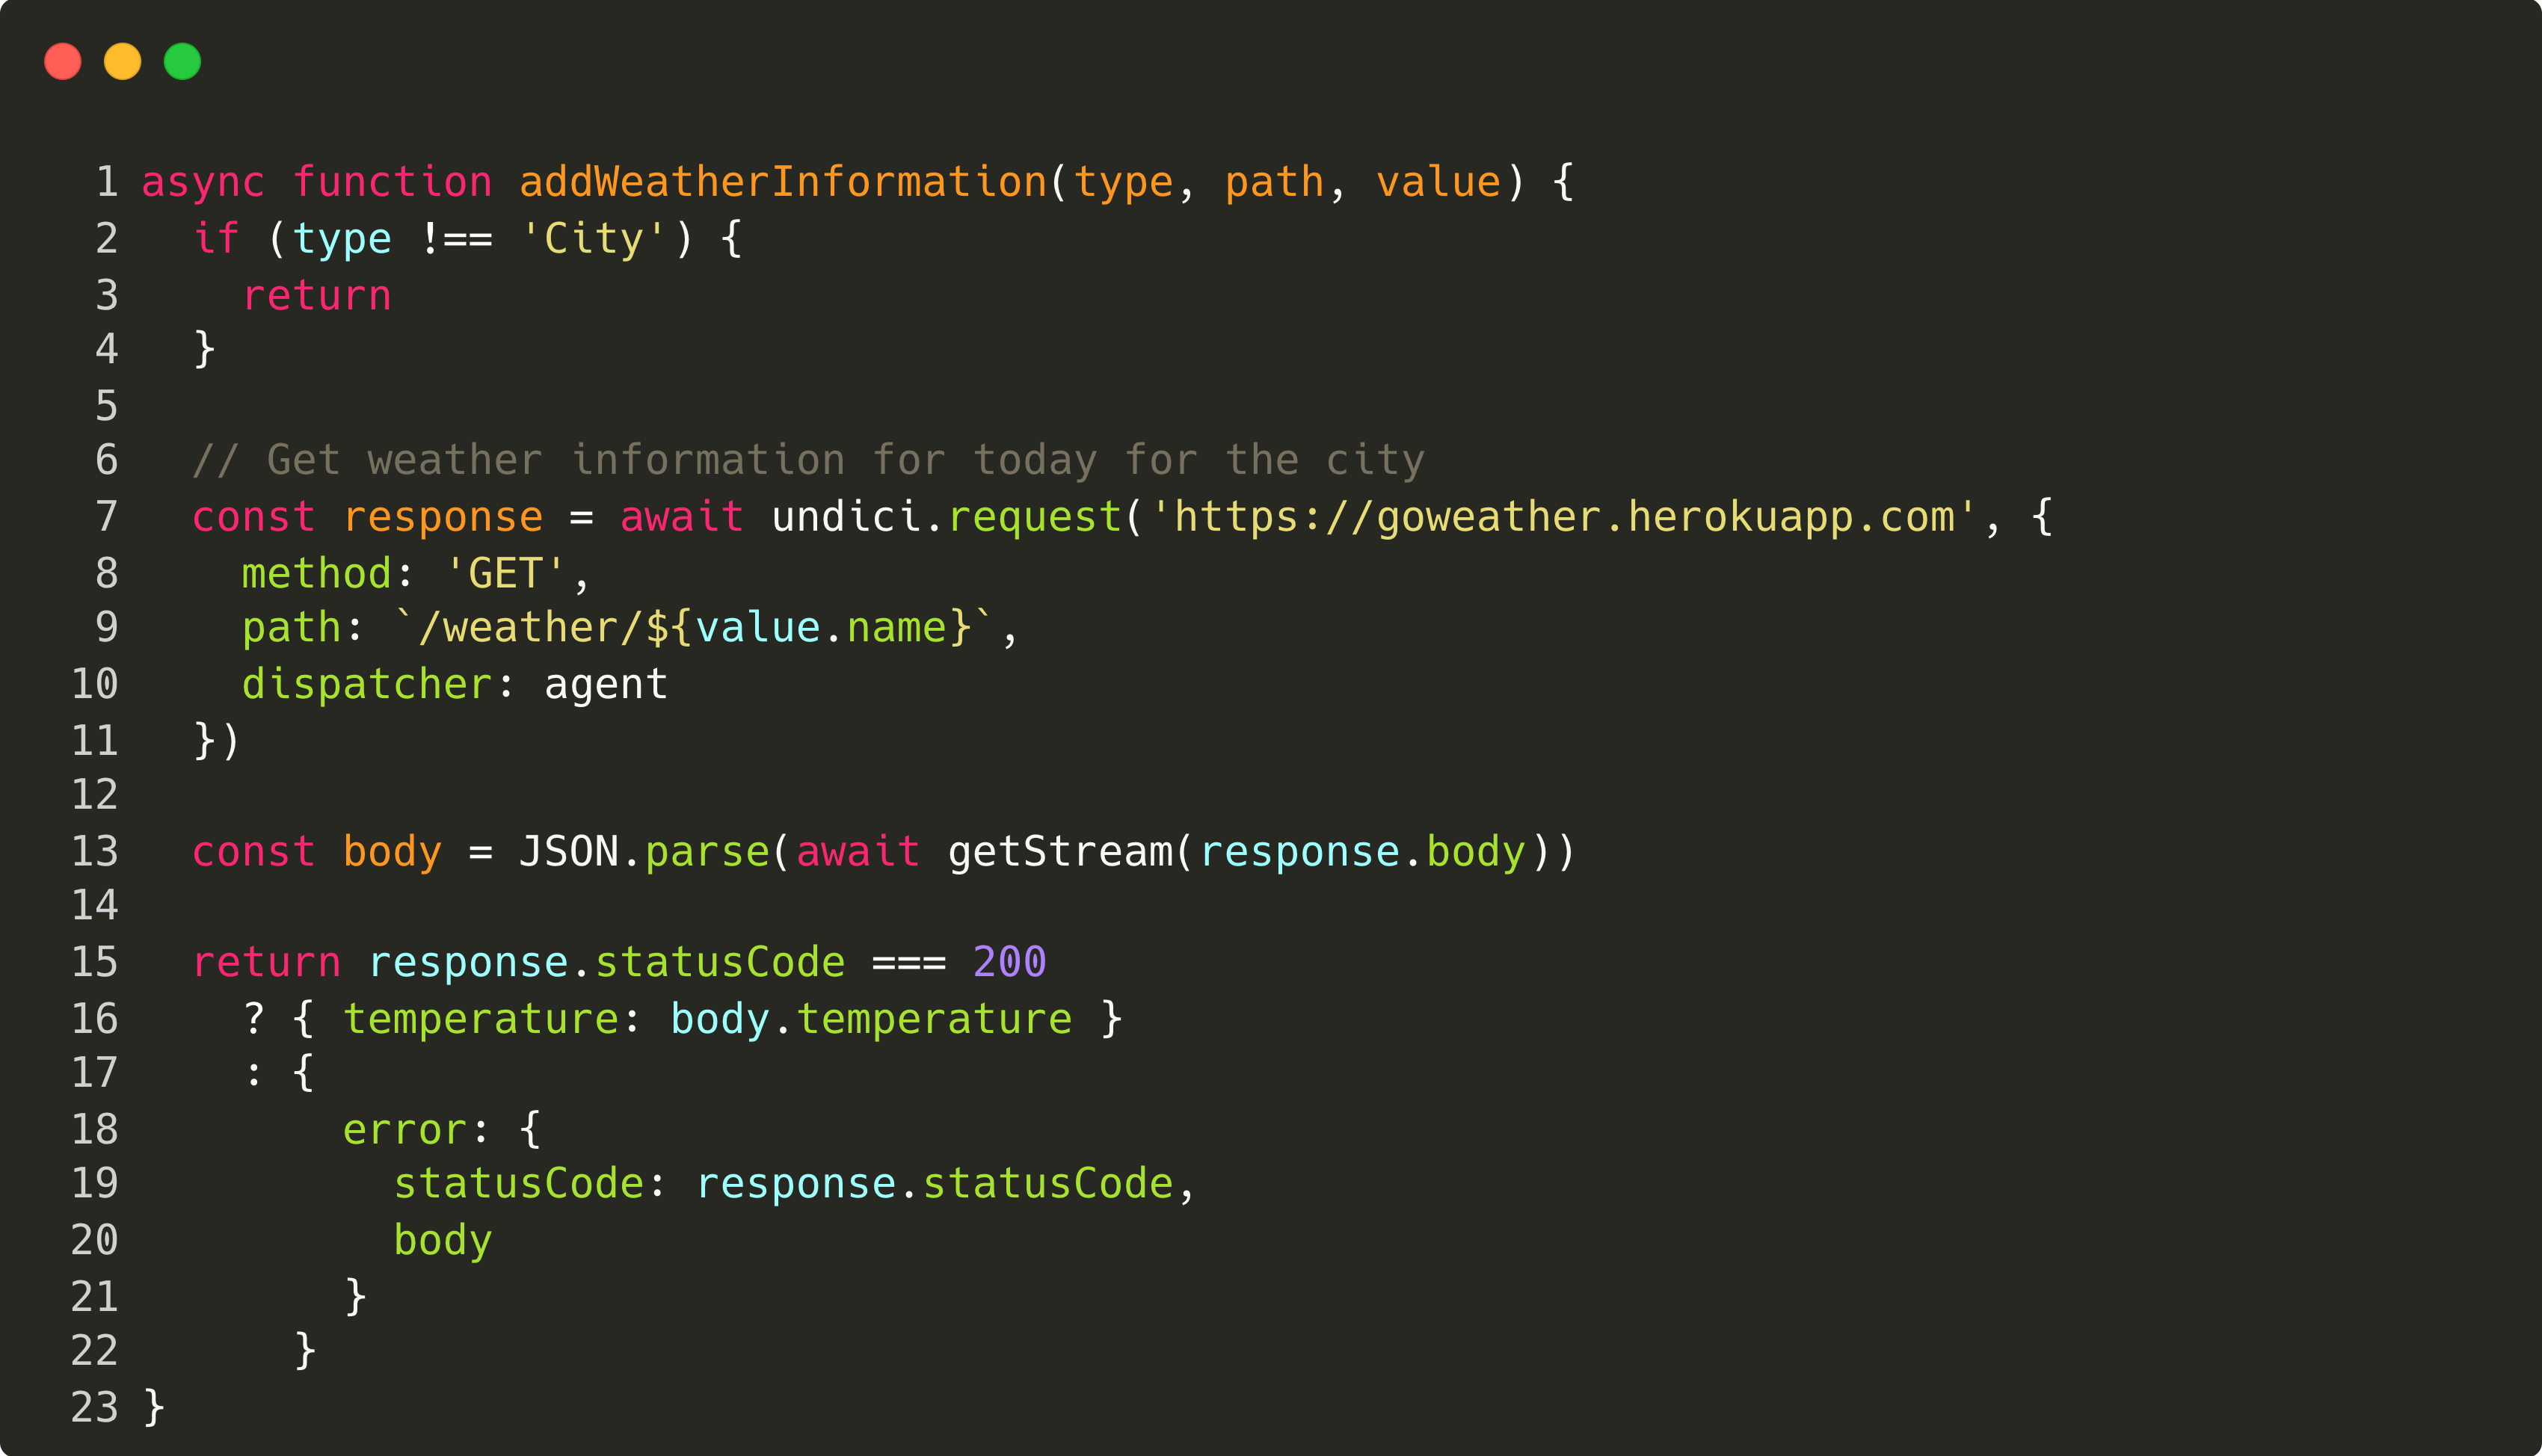 1 async function addWeatherInformation(type, path, value) {
2   if (type !== 'City') {
3     return
4   }
5
6   // Get weather information for today for the city
7   const response = await undici.request('https://goweather.herokuapp.com', {
8     method: 'GET',
9     path: `/weather/${value.name}`,
10     dispatcher: agent
11   })
12
13   const body = JSON.parse(await getStream(response.body))
14
15   return response.statusCode === 200
16     ? { temperature: body.temperature }
17     : {
18         error: {
19           statusCode: response.statusCode,
20           body
21         }
22       }
23 }